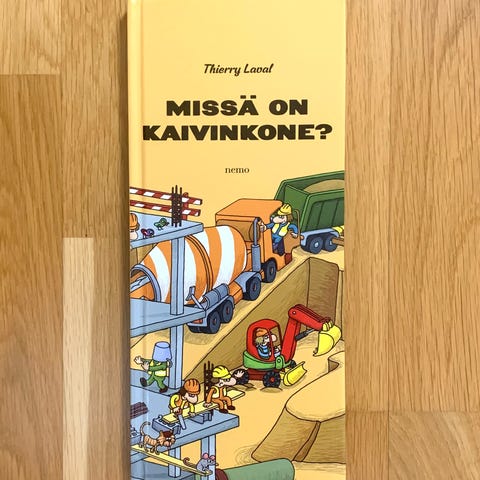 Thierry Laval
MISSÄ ON
KAIVINKONE?
nemo